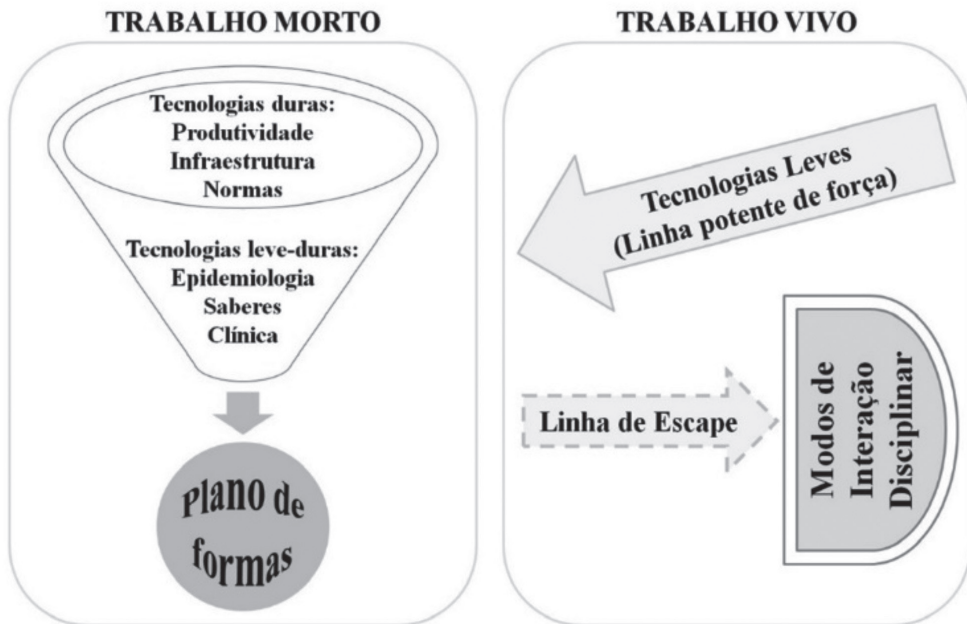 TRABALHO MORTO
Tecnologias duras:
Produtividade
Infraestrutura
Normas
Tecnologias leve-duras:
Epidemiologia
Saberes
Clínica
Plano de
formas
TRABALHO VIVO
Tecnologias Leves
(Linha potente de força)
Linha de Escape
Modos de
Interação
Disciplinar